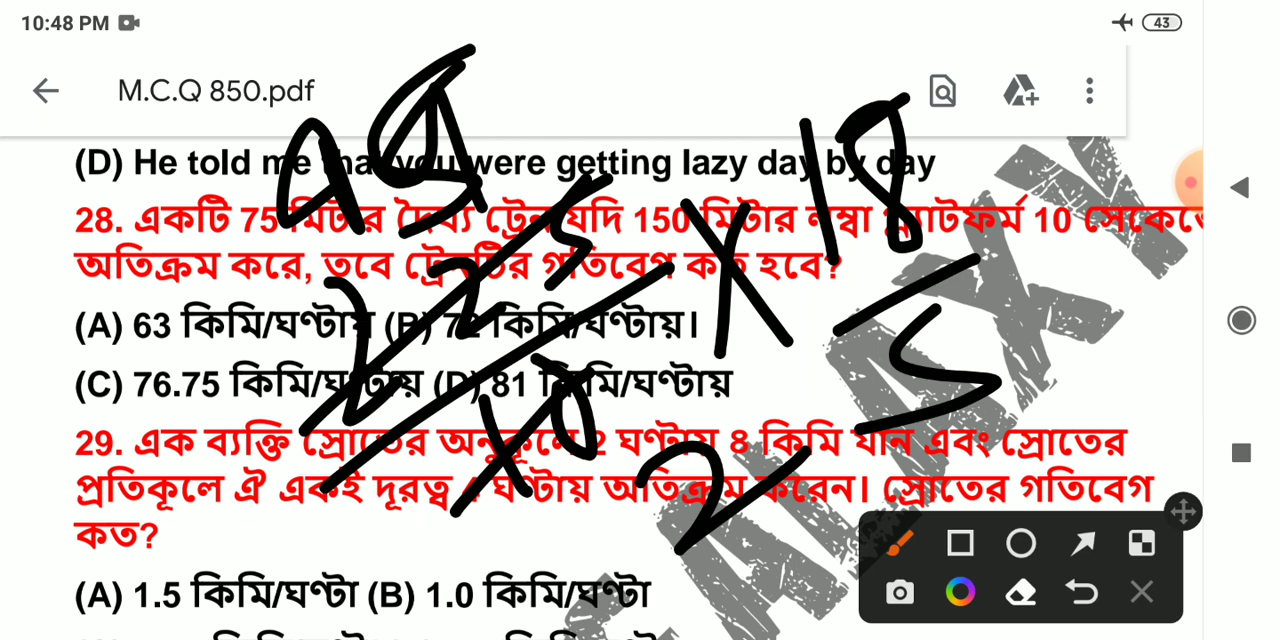 10:48 PM 43
M.C.Q 850.pdf
(D) He told me that you were getting lazy day by day
28. একটি 75 মিটার দৈর্ঘ্য ট্রেন যদি 150 মিটার লম্বা প্ল্যাটফর্ম 10 সেকেন্ডে
অতিক্রম করে, তবে ট্রেনটির গতিবেগ কত হবে?
(A) 63 কিমি/ঘণ্টায় (B) 72 কিমি/ঘণ্টায়।
(C) 76.75 কিমি/ঘণ্টায় (D) 81 কিমি/ঘণ্টায়
29. এক ব্যক্তি স্রোতের অনুকূলে 2 ঘণ্টায় 8 কিমি যান এবং স্রোতের
প্রতিকূলে ঐ একই দূরত্ব 4 ঘণ্টায় অতিক্রম করেন। স্রোতের গতিবেগ
কত?
(A) 1.5 কিমি/ঘণ্টা (B) 1.0 কিমি/ঘণ্টা
225
10
2
× 18
5